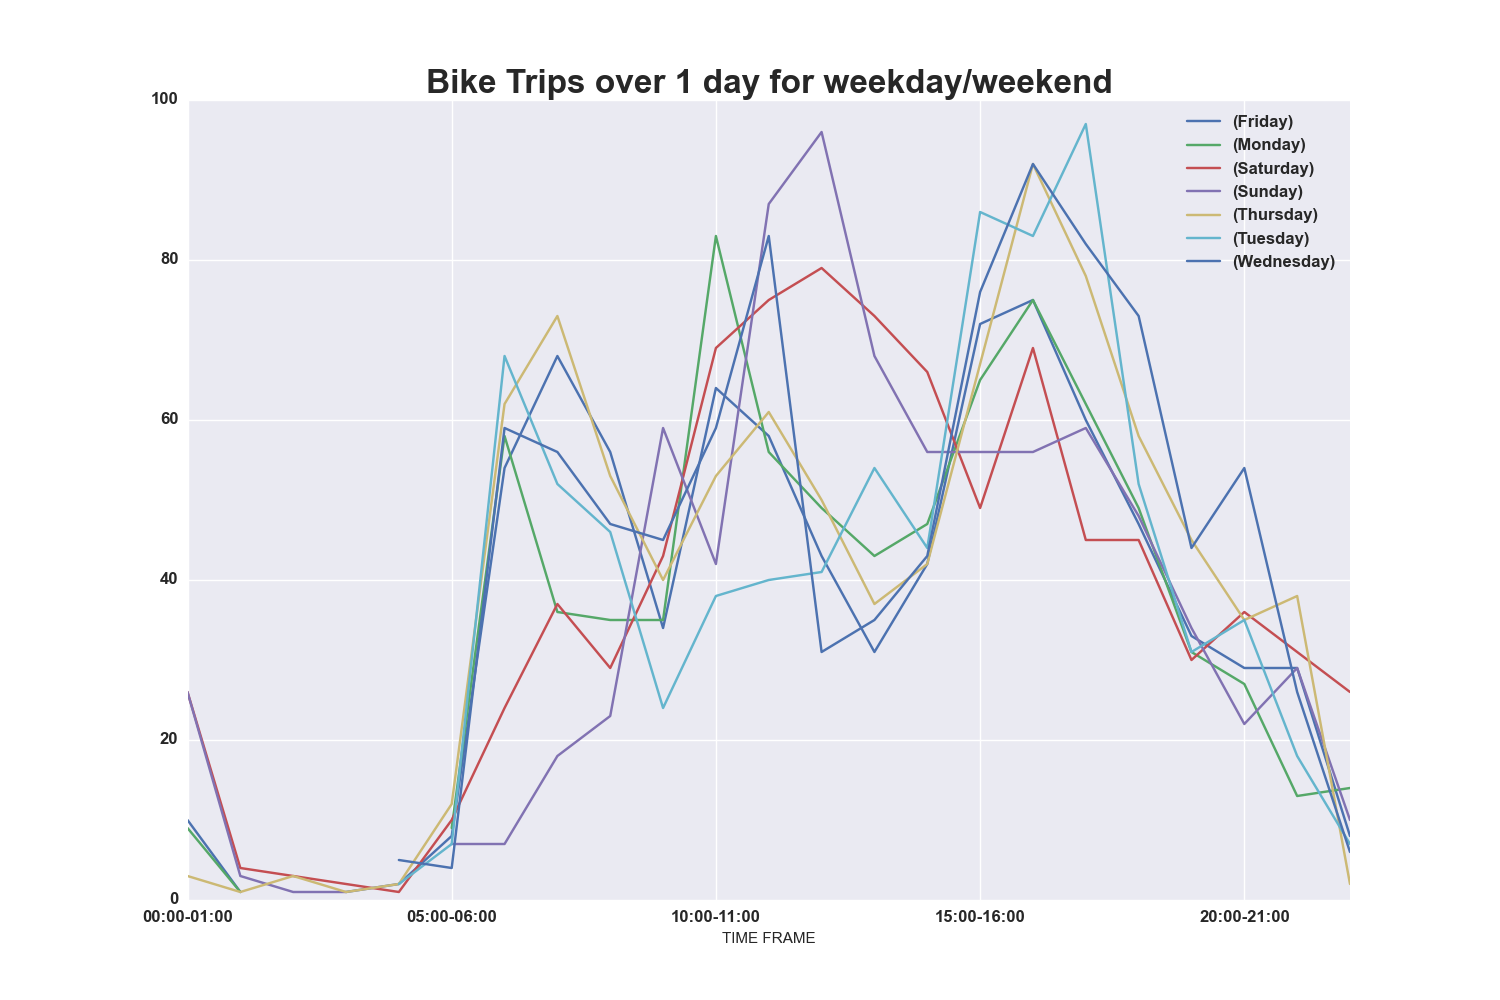 Bike Trips over 1 day for weekday/weekend
100
80
60
40
20
0
(Friday)
(Monday)
(Saturday)
(Sunday)
(Thursday)
(Tuesday)
(Wednesday)
00:00-01:00 05:00-06:00 10:00-11:00 15:00-16:00 20:00-21:00
TIME FRAME